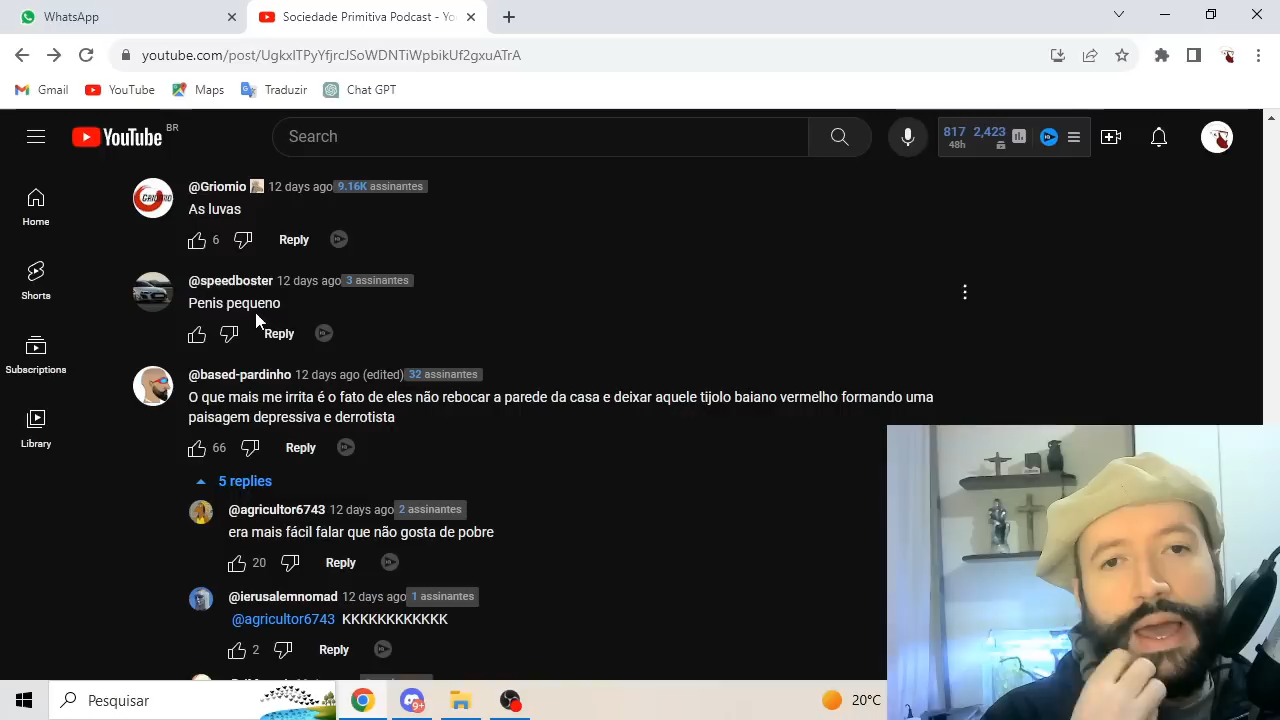 WhatsApp
Sociedade Primitiva Podcast - Yo
youtube.com/post/UgkxlTPyYfjrcJSoWDNTiWpbikUf2gxuATrA
Gmail YouTube Maps Traduzir Chat GPT
YouTube BR
Search
817 2,423
48h
@Griomio 12 days ago 9.16K assinantes
As luvas
6 Reply
@speedboster 12 days ago 3 assinantes
Penis pequeno
Reply
@based-pardinho 12 days ago (edited) 32 assinantes
O que mais me irrita é o fato de eles não rebocar a parede da casa e deixar aquele tijolo baiano vermelho formando uma
paisagem depressiva e derrotista
66 Reply
5 replies
@agricultor6743 12 days ago 2 assinantes
era mais fácil falar que não gosta de pobre
20 Reply
@ierusalemnomad 12 days ago 1 assinantes
@agricultor6743 KKKKKKKKKKKK
2 Reply
Home
Shorts
Subscriptions
Library
Pesquisar
9+
20°C